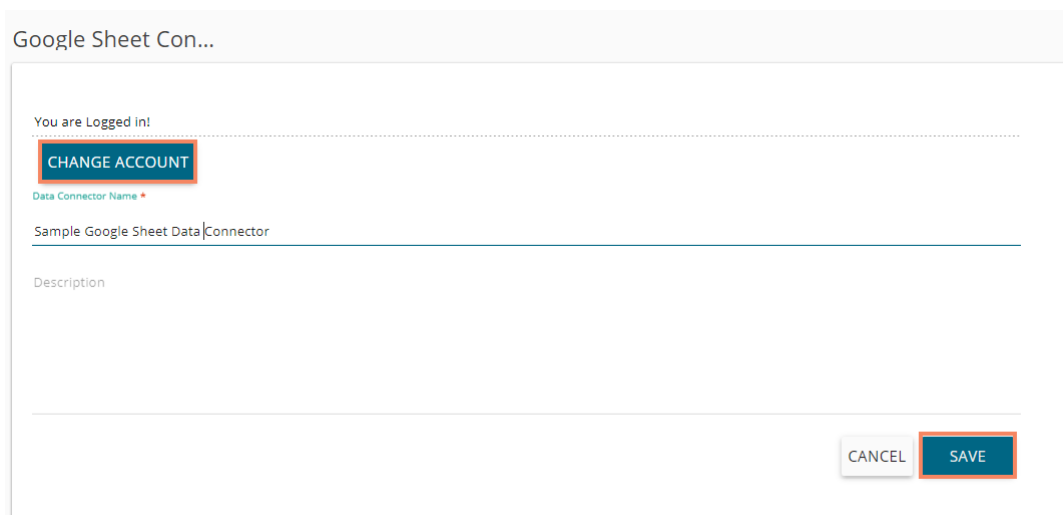 Google Sheet Con...
You are Logged in!
CHANGE ACCOUNT
Data Connector Name *
Sample Google Sheet Data Connector
Description
CANCEL SAVE